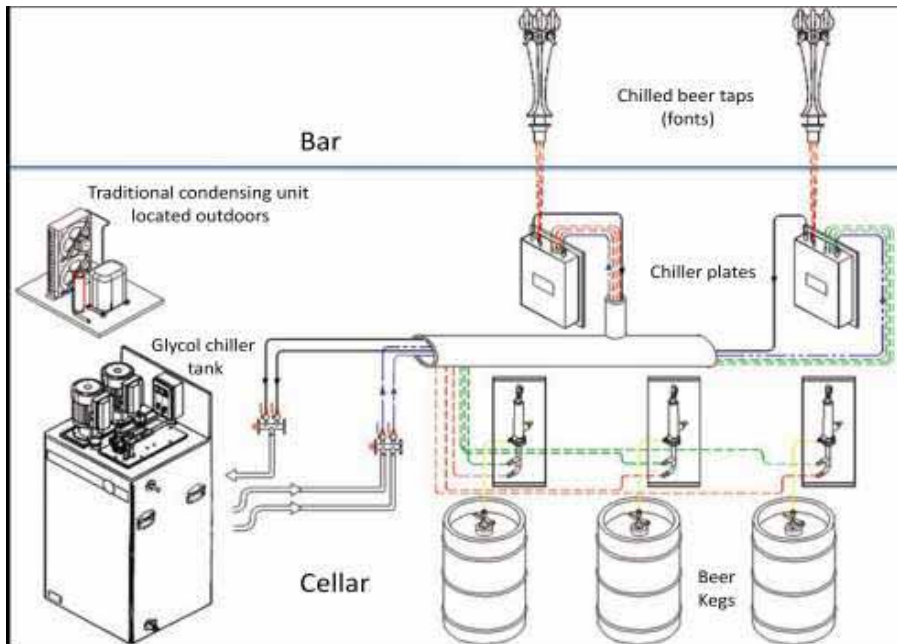 Chilled beer taps
(fonts)
Bar
Traditional condensing unit
located outdoors
Chiller plates
Glycol chiller
tank
Cellar
Beer
Kegs